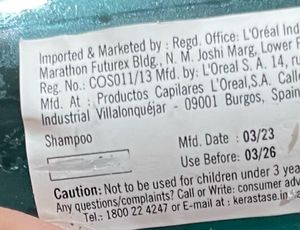 Imported & Marketed by : Regd. Office: L'Oréal Ind
Marathon Futurex Bldg., N. M. Joshi Marg, Lower
Reg. No.: COS011/13 Mfd. by: L'Oreal S. A. 14, ru
Mfd. At : Productos Capilares L'Oreal,S.A. Call
Industrial Villalonquéjar - 09001 Burgos, Spain
Shampoo
Mfd. Date : 03/23
Use Before: 03/26
Caution: Not to be used for children under 3 yea
Any questions/complaints? Call or Write: consumer adv
Tel.: 1800 22 4247 or E-mail at : kerastase.in